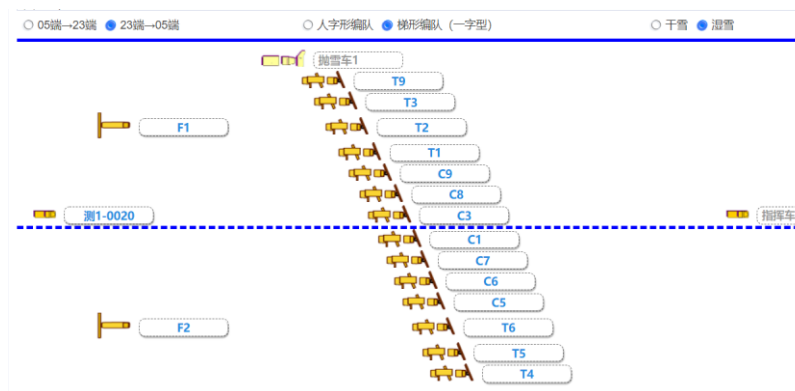 05端→23端 23端→05端 人字形编队 梯形编队（一字型） 干雪 湿雪
抛雪车1
T9
T3
F1 T2
T1
C9
C8
测1-0020 C3 指挥车
C1
C7
C6
C5
F2 T6
T5
T4